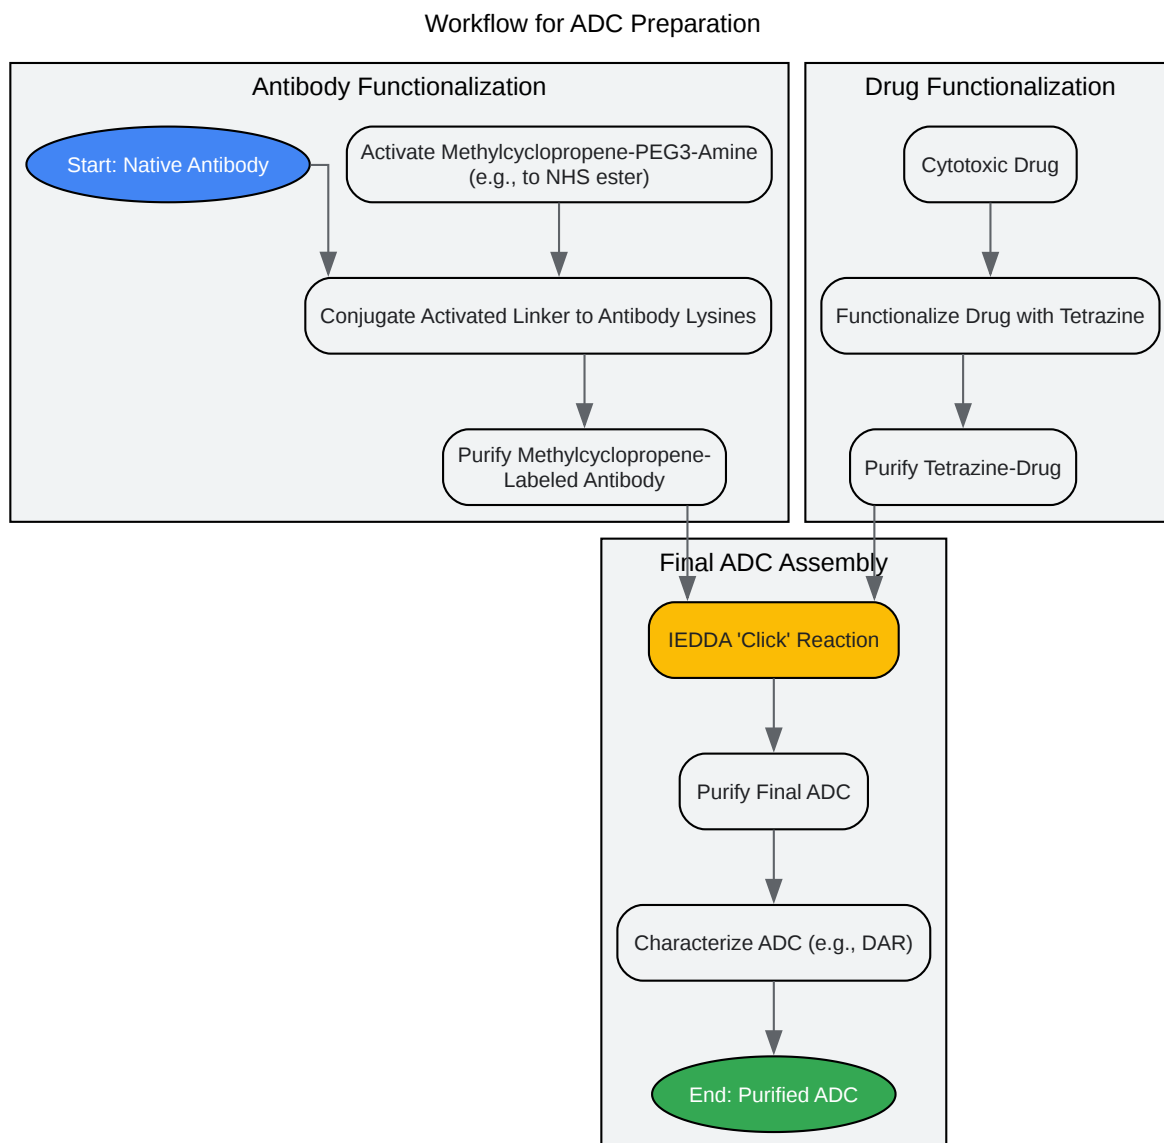 Workflow for ADC Preparation
Antibody Functionalization
Start: Native Antibody
Activate Methylcyclopropene-PEG3-Amine
(e.g., to NHS ester)
Conjugate Activated Linker to Antibody Lysines
Purify Methylcyclopropene-
Labeled Antibody
Drug Functionalization
Cytotoxic Drug
Functionalize Drug with Tetrazine
Purify Tetrazine-Drug
Final ADC Assembly
IEDDA 'Click' Reaction
Purify Final ADC
Characterize ADC (e.g., DAR)
End: Purified ADC